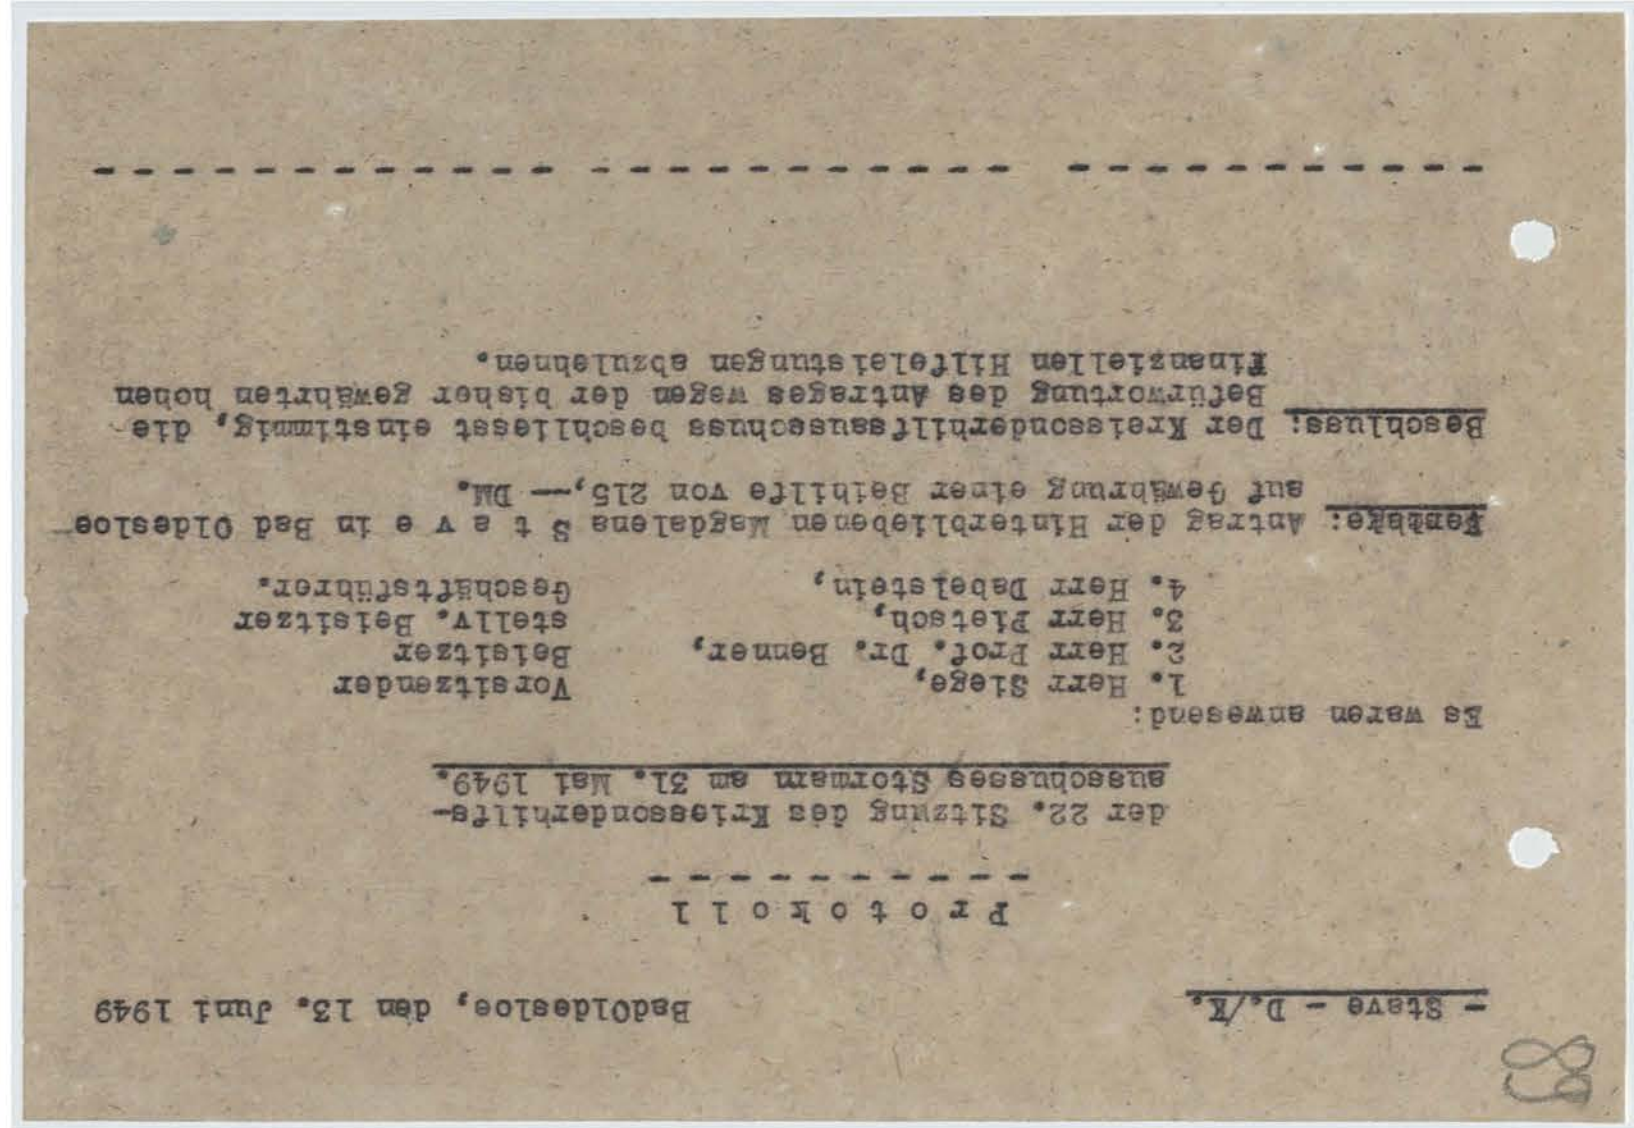 - Stave - D./K.
BadOldesloe, den 13. Juni 1949
P r o t o k o l l
- - - - - - - - - - -
der 22. Sitzung des Kriessonderhilfs-
ausschusses Stormarn am 31. Mai 1949.
Es waren anwesend:
1. Herr Siege, Vorsitzender
2. Herr Prof. Dr. Benner, Beisitzer
3. Herr Pietsch, stellv. Beisitzer
4. Herr Dabelstein, Geschäftsführer.
Antrag der Hinterbliebenen Magdalena S t a v e in Bad Oldesloe
auf Gewährung einer Beihilfe von 215,-- DM.
Beschluss: Der Kreissonderhilfsausschuss beschliesst einstimmig, die
Befürwortung des Antrages wegen der bisher gewährten hohen
finanziellen Hilfeleistungen abzulehnen.
- - - - - - - - - - - - - - - - - - - - - - - - - - - - - - - - - -